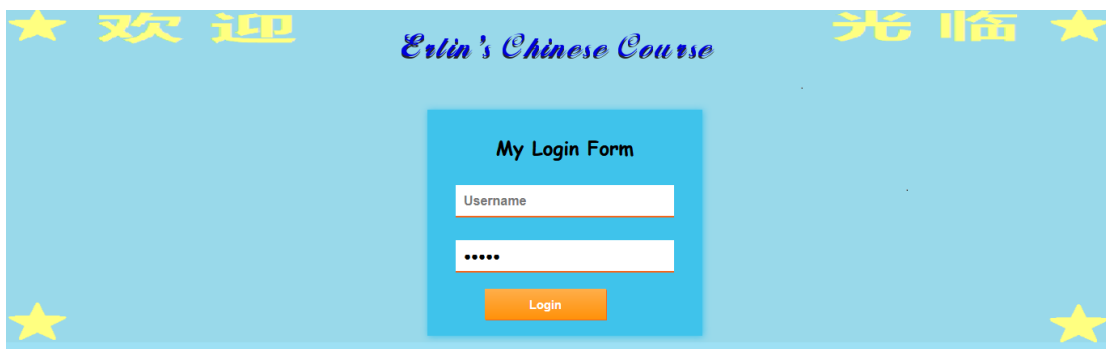 欢 迎 光 临
Erlin's Chinese Course
My Login Form
Username
•••••
Login